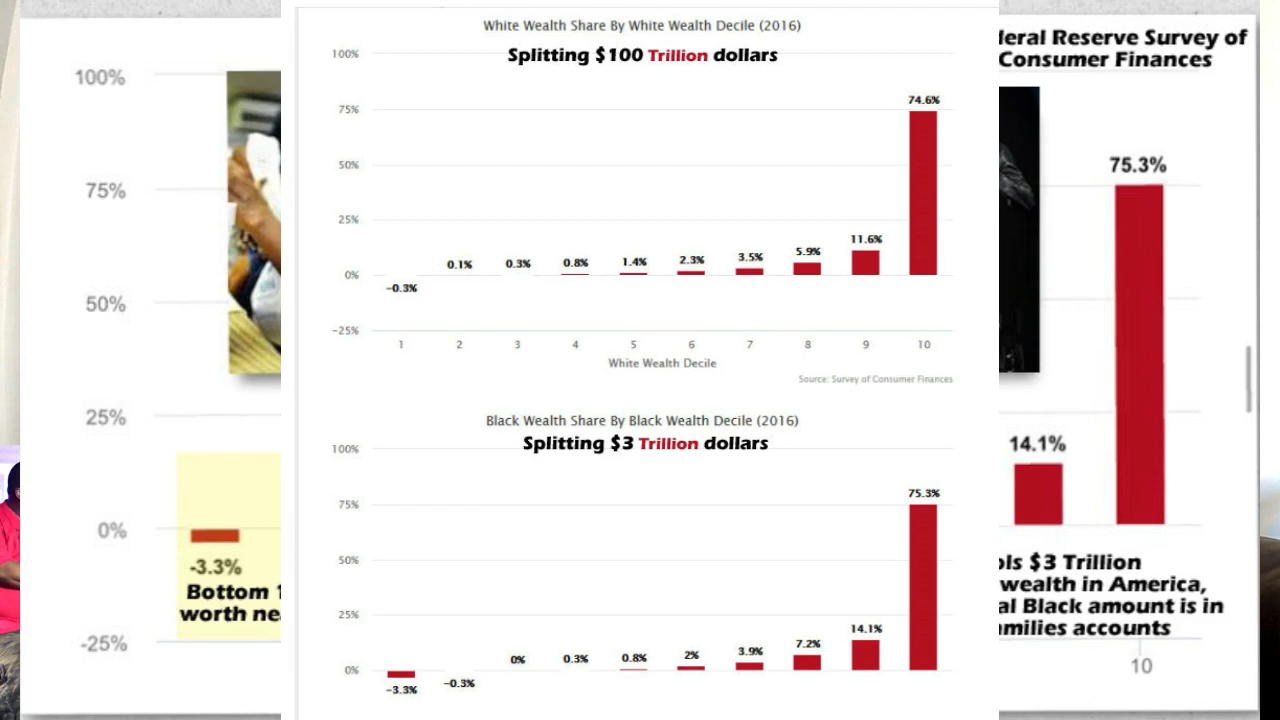 100%
75%
50%
25%
0%
-3.3%
Bottom
worth
-25%
White Wealth Share By White Wealth Decile (2016)
Splitting $100 Trillion dollars
100%
75%
50%
25%
0%
-25%
-0.3%
0.1%
0.3%
0.8%
1.4%
2.3%
3.5%
5.9%
11.6%
74.6%
1 2 3 4 5 6 7 8 9 10
White Wealth Decile
Source: Survey of Consumer Finances
Black Wealth Share By Black Wealth Decile (2016)
Splitting $3 Trillion dollars
100%
75%
50%
25%
0%
-3.3%
-0.3%
0%
0.3%
0.8%
2%
3.9%
7.2%
14.1%
75.3%
Reserve Survey of
Consumer Finances
75.3%
14.1%
$3 Trillion
wealth in America,
Black amount is in
accounts
10